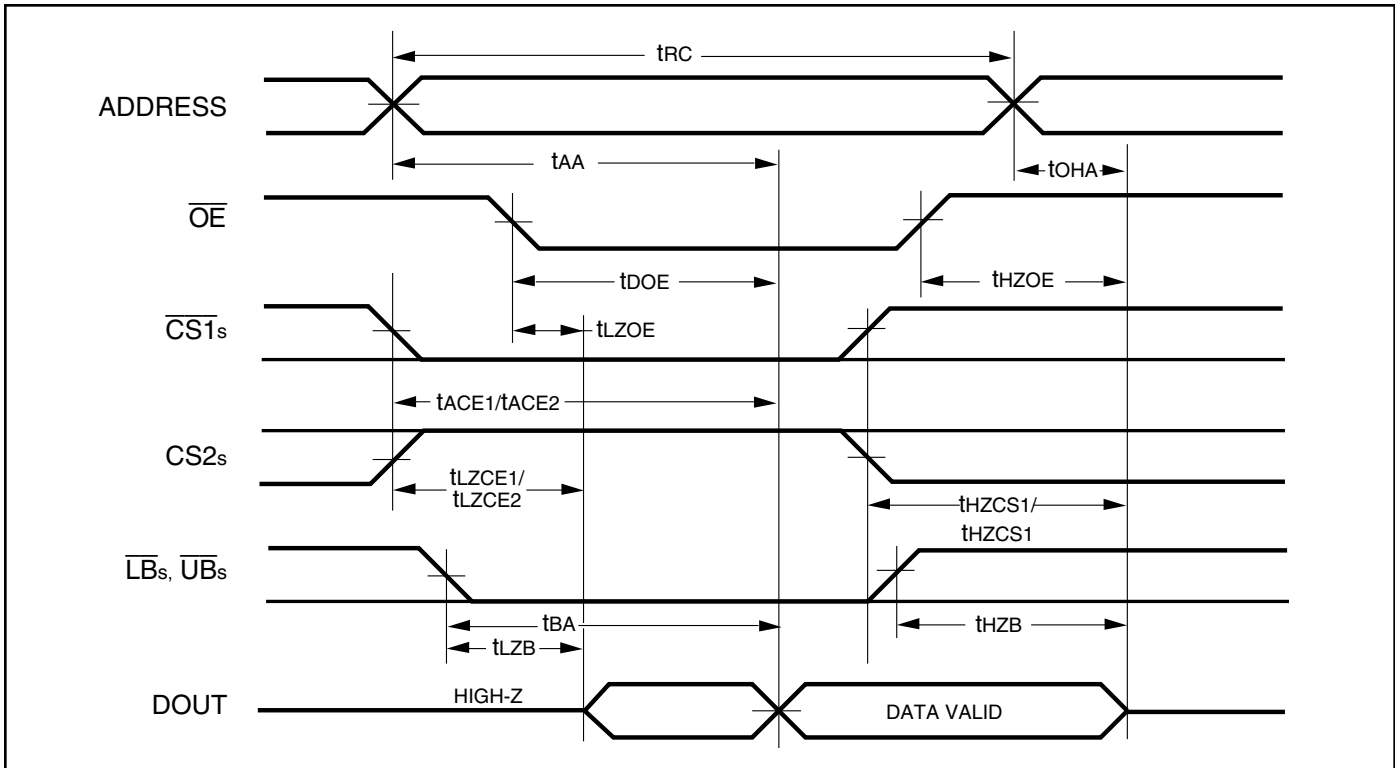 tRC
ADDRESS
tAA
tOHA
OE
tDOE
tHZOE
CS1s
tLZOE
tACE1/tACE2
CS2s
tLZCE1/
tLZCE2
tHZCS1/
tHZCS1
LBs, UBs
tBA
tHZB
tLZB
HIGH-Z
DOUT
DATA VALID